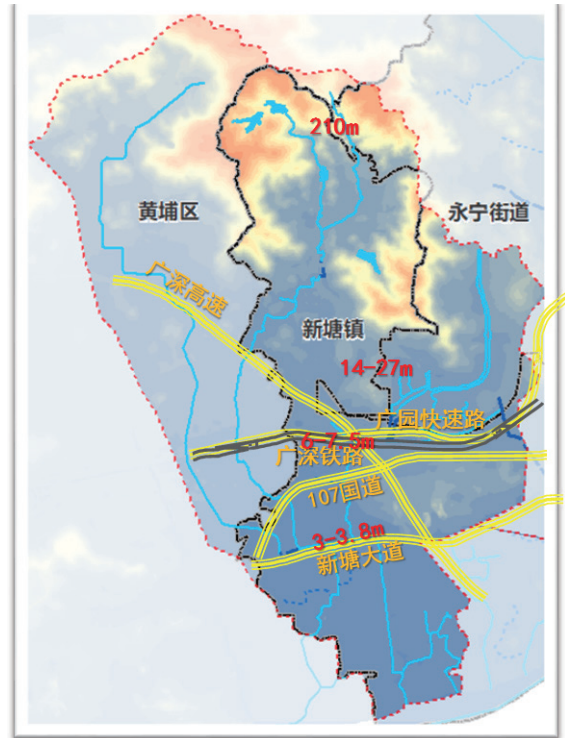 210m
黄埔区
永宁街道
广深高速
新塘镇
14-27m
广园快速路
6-7.5m
广深铁路
107国道
3-3.8m
新塘大道